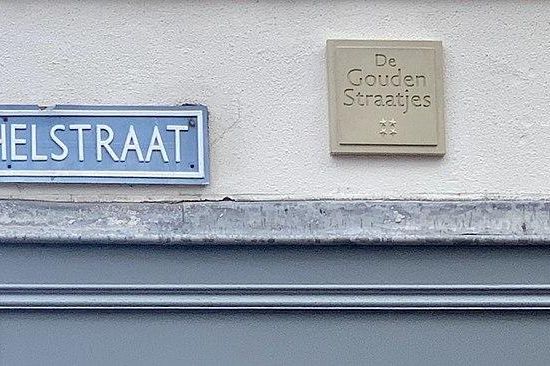 HELSTRAAT
De
Gouden
Straatjes